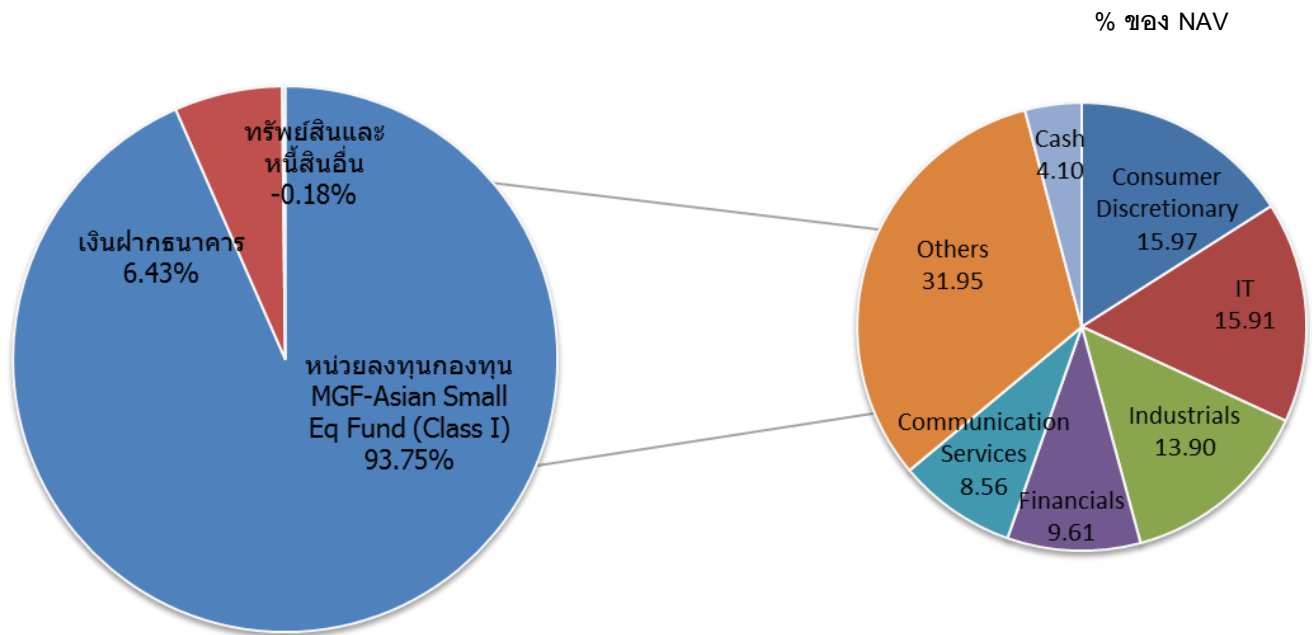 % ของ NAV
ทรัพย์สินและ
หนี้สินอื่น
-0.18%
เงินฝากธนาคาร
6.43%
หน่วยลงทุนกองทุน
MGF-Asian Small
Eq Fund (Class I)
93.75%
Cash
4.10
Consumer
Discretionary
15.97
IT
15.91
Industrials
13.90
Financials
9.61
Communication
Services
8.56
Others
31.95